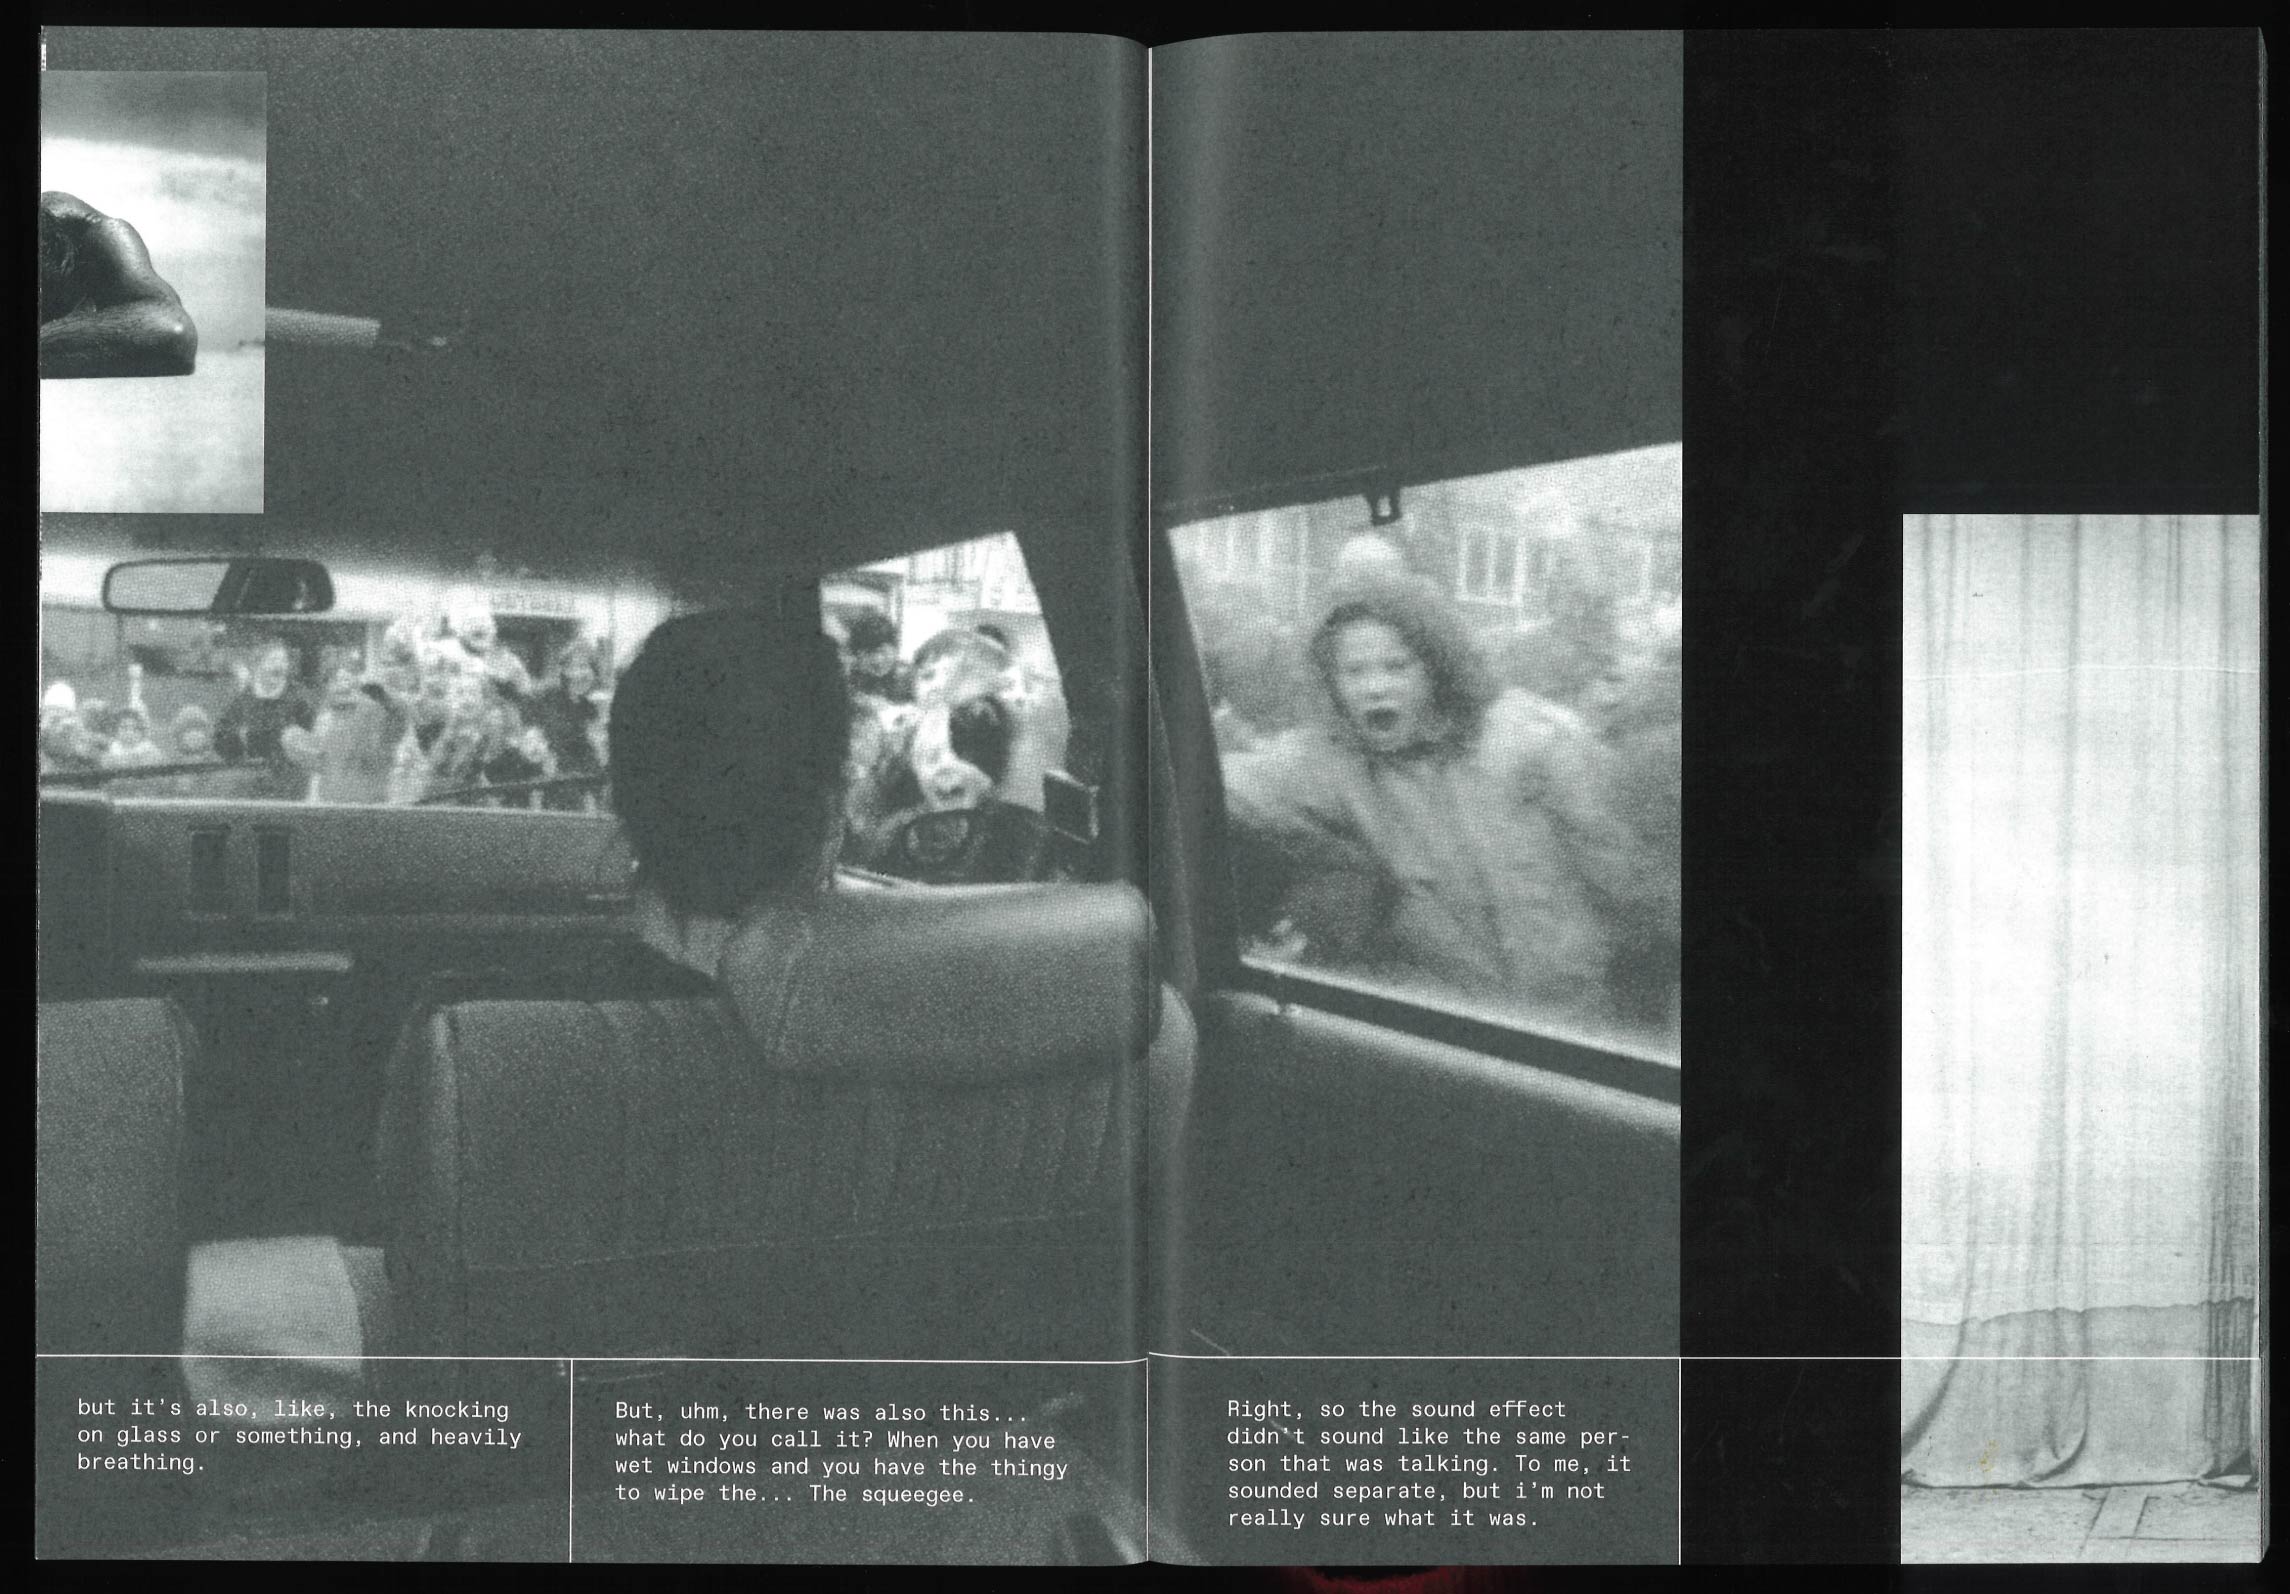 but it's also, like, the knocking
on glass or something, and heavily
breathing.
But, uhm, there was also this...
what do you call it? When you have
wet windows and you have the thingy
to wipe the... The squeegee.
Right, so the sound effect
didn't sound like the same per-
son that was talking. To me, it
sounded separate, but i'm not
really sure what it was.